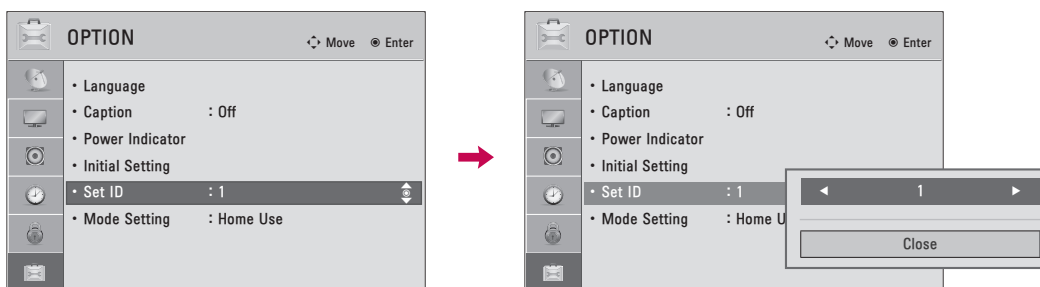 OPTION Move Enter
• Language
• Caption : Off
• Power Indicator
• Initial Setting
• Set ID : 1
• Mode Setting : Home Use
OPTION Move Enter
• Language
• Caption : Off
• Power Indicator
• Initial Setting
• Set ID : 1
• Mode Setting : Home U
◄ 1 ►
Close